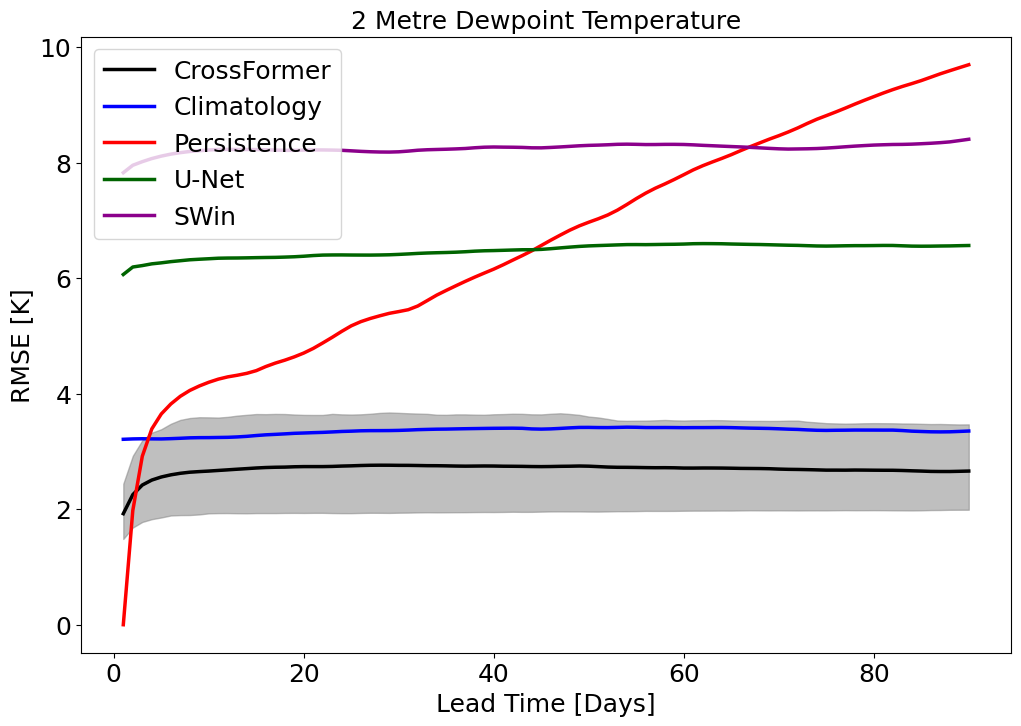 2 Metre Dewpoint Temperature
10
8
6
4
2
0
RMSE [K]
CrossFormer
Climatology
Persistence
U-Net
SWin
0 20 40 60 80
Lead Time [Days]